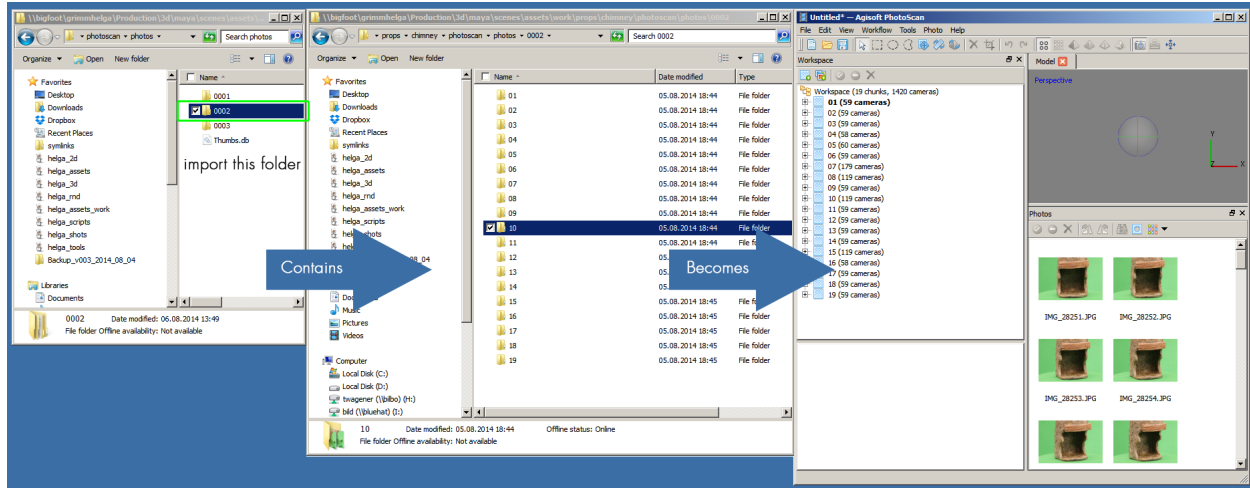 \\bigfoot\grimmhelga\Production\3d\maya\scenes\assets\...
photoscan ▸ photos ▸
Search photos
Organize ▼ Open New folder
Favorites
Desktop
Downloads
Dropbox
Recent Places
symlinks
helga_2d
helga_assets
helga_3d
helga_rnd
helga_assets_work
helga_scripts
helga_shots
helga_tools
Backup_v003_2014_08_04
Libraries
Documents
Name
0001
0002
0003
Thumbs.db
import this folder
0002 Date modified: 06.08.2014 13:49
File folder Offline availability: Not available
Contains
\\bigfoot\grimmhelga\Production\3d\maya\scenes\assets\work\props\chimney\photoscan\photos\0002
props ▸ chimney ▸ photoscan ▸ photos ▸ 0002 ▸
Search 0002
Organize ▼ Open New folder
Favorites
Desktop
Downloads
Dropbox
Recent Places
symlinks
helga_2d
helga_assets
helga_3d
helga_rnd
helga_assets_work
helga_scripts
helga_shots
08_04
Music
Pictures
Videos
Computer
Local Disk (C:)
Local Disk (D:)
twagener (\\bilbo) (H:)
bild (\\bluehat) (I:)
Name Date modified Type
01 05.08.2014 18:44 File folder
02 05.08.2014 18:44 File folder
03 05.08.2014 18:44 File folder
04 05.08.2014 18:44 File folder
05 05.08.2014 18:44 File folder
06 05.08.2014 18:44 File folder
07 05.08.2014 18:44 File folder
08 05.08.2014 18:44 File folder
09 05.08.2014 18:44 File folder
10 05.08.2014 18:44 File folder
11 05.08.2014 18:44 File
12 05.
13 05.
14 05.
15 05.08.2014 18:45 File
16 05.08.2014 18:45 File folder
17 05.08.2014 18:45 File folder
18 05.08.2014 18:45 File folder
19 05.08.2014 18:45 File folder
10 Date modified: 05.08.2014 18:44 Offline status: Online
File folder Offline availability: Not available
Becomes
Untitled* — Agisoft PhotoScan
File Edit View Workflow Tools Photo Help
Workspace
Workspace (19 chunks, 1420 cameras)
01 (59 cameras)
02 (59 cameras)
03 (59 cameras)
04 (58 cameras)
05 (60 cameras)
06 (59 cameras)
07 (179 cameras)
08 (119 cameras)
09 (59 cameras)
10 (119 cameras)
11 (59 cameras)
12 (59 cameras)
13 (59 cameras)
14 (59 cameras)
15 (119 cameras)
16 (58 cameras)
17 (59 cameras)
18 (59 cameras)
19 (59 cameras)
Model
Perspective
Y
Z X
Photos
IMG_28251.JPG IMG_28252.JPG
IMG_28253.JPG IMG_28254.JPG